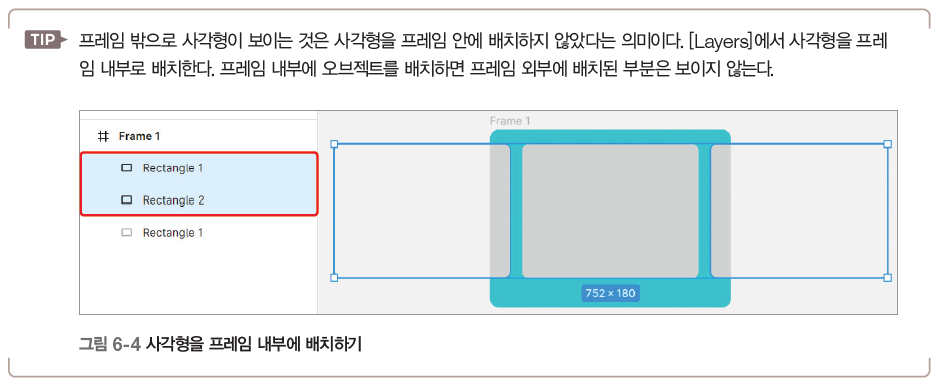 TIP 프레임 밖으로 사각형이 보이는 것은 사각형을 프레임 안에 배치하지 않았다는 의미이다. [Layers]에서 사각형을 프레
임 내부로 배치한다. 프레임 내부에 오브젝트를 배치하면 프레임 외부에 배치된 부분은 보이지 않는다.
Frame 1
Rectangle 1
Rectangle 2
Rectangle 1
Frame 1
752 × 180
그림 6-4 사각형을 프레임 내부에 배치하기